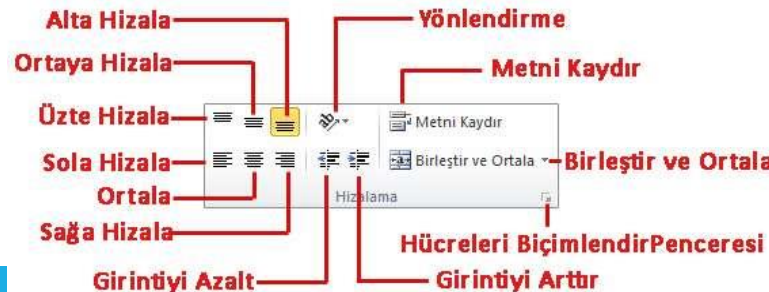 Alta Hizala
Yönlendirme
Ortaya Hizala
Metni Kaydır
Üzte Hizala
Metni Kaydır
Sola Hizala
Birleştir ve Ortala
Birleştir ve Ortala
Ortala
Hizalama
Sağa Hizala
Hücreleri BiçimlendirPenceresi
Girintiyi Azalt
Girintiyi Arttır